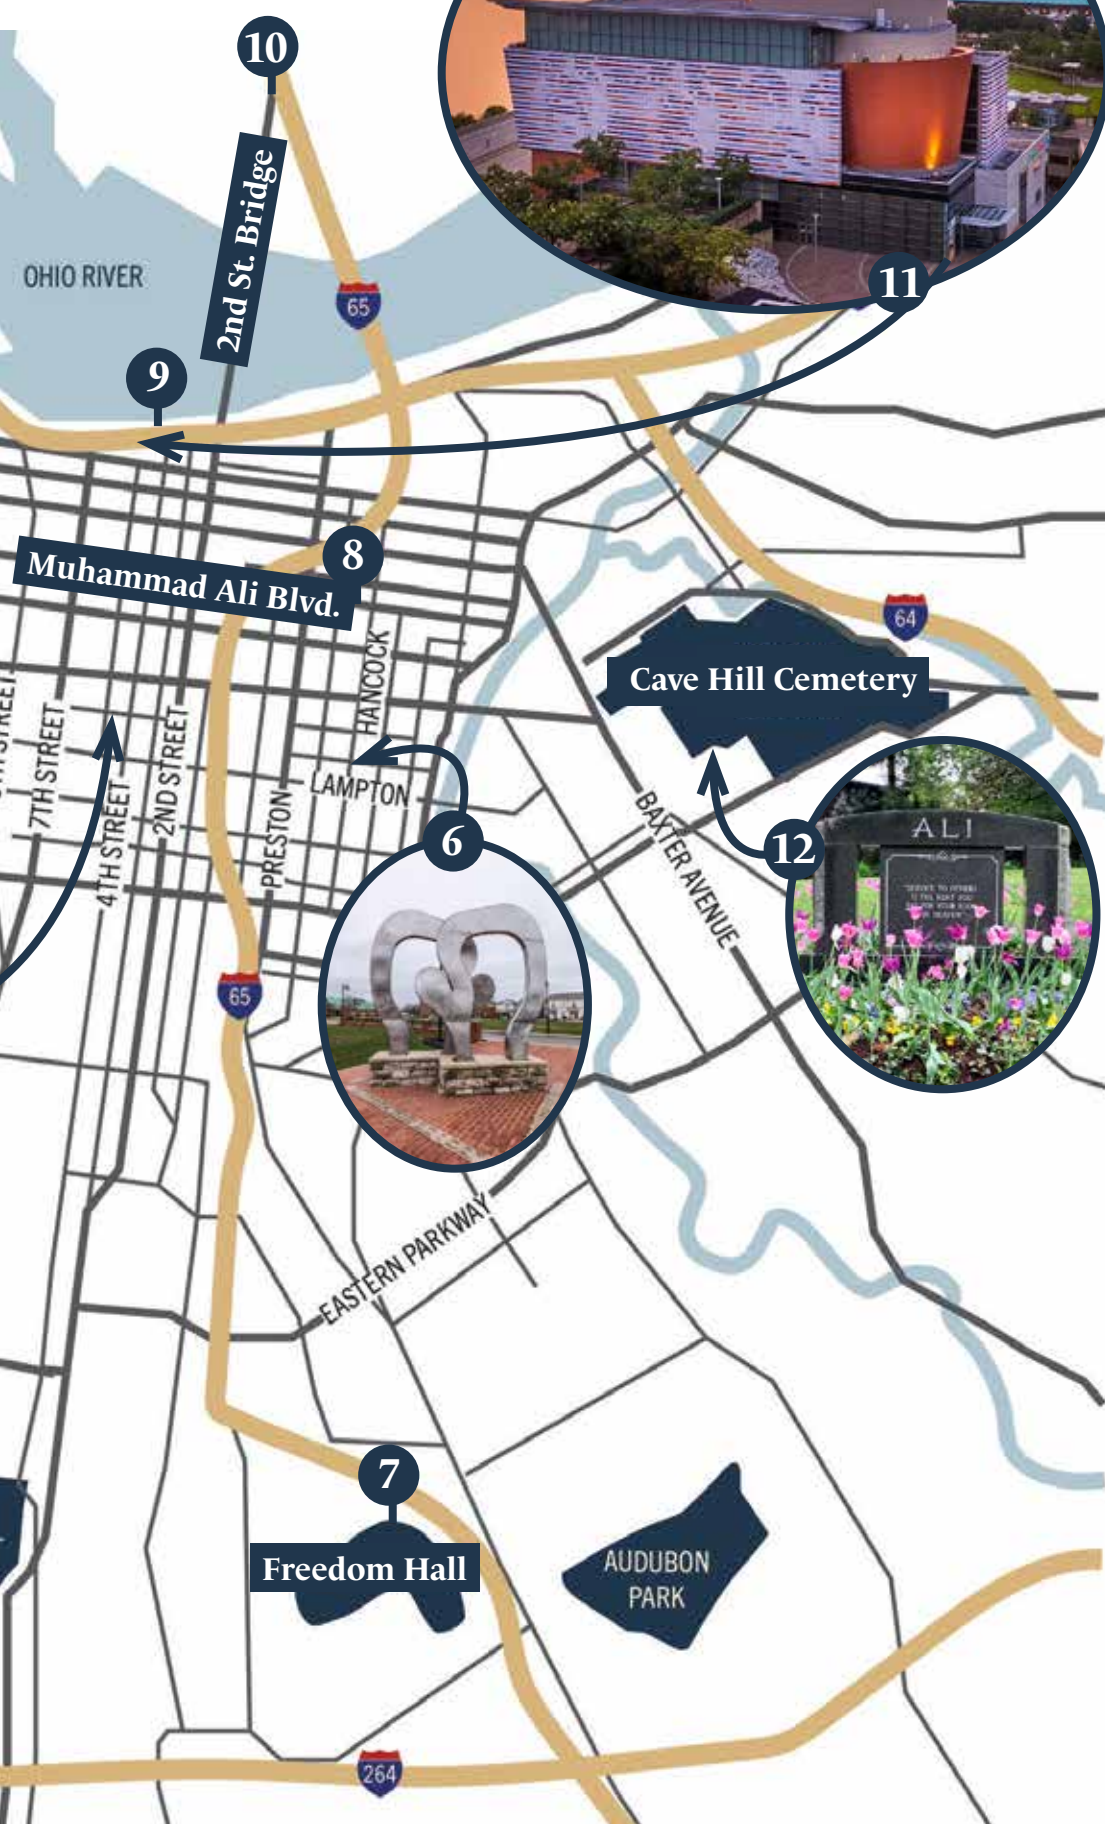 10
2nd St. Bridge
OHIO RIVER
65
11
9
8
Muhammad Ali Blvd.
64
HANCOCK
Cave Hill Cemetery
7TH STREET
2ND STREET
4TH STREET
LAMPTON
PRESTON
BAXTER AVENUE
6
12
ALI
65
EASTERN PARKWAY
7
Freedom Hall
AUDUBON
PARK
264